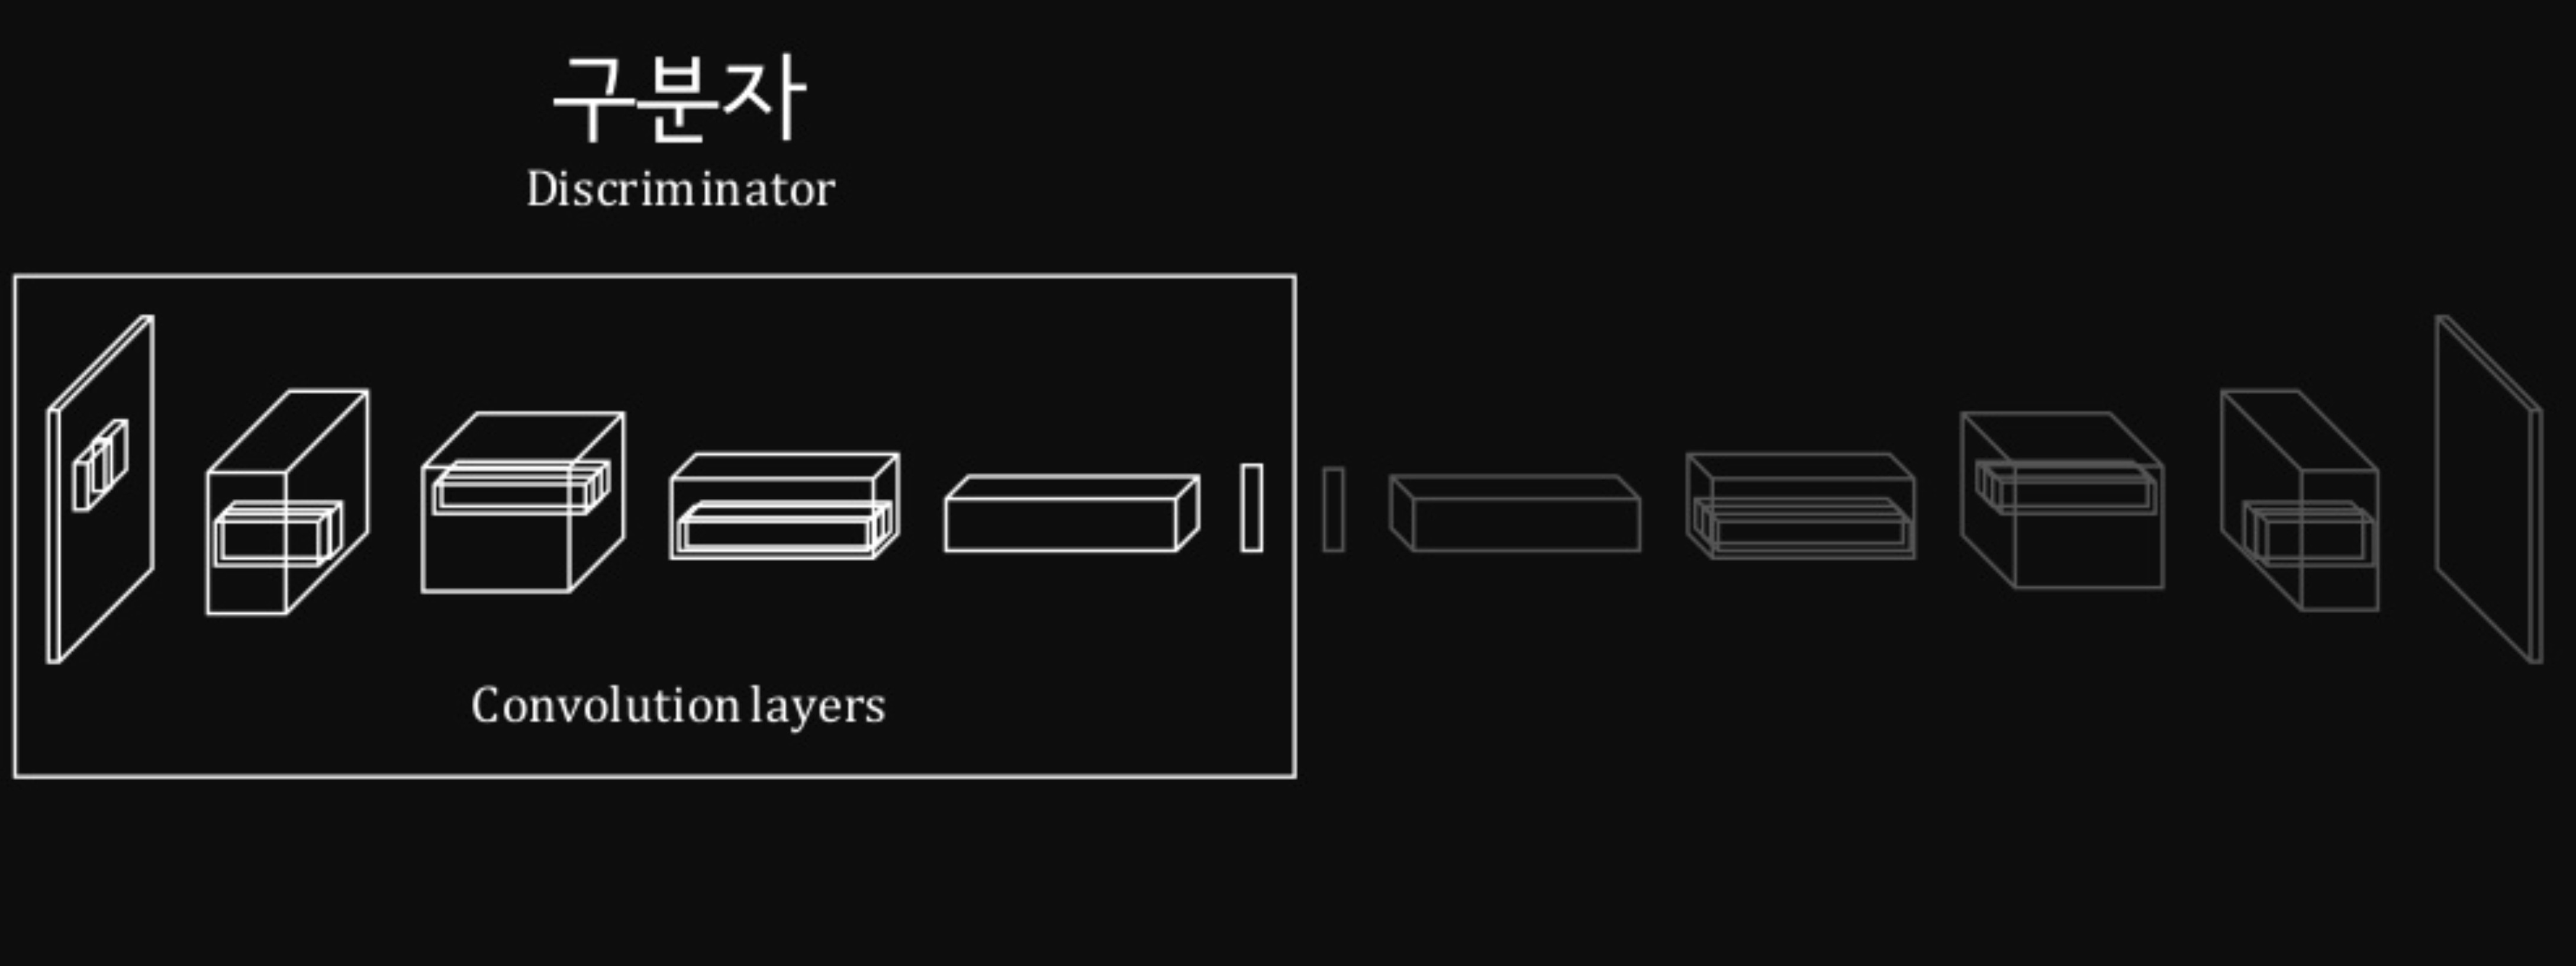 구분자
Discriminator
Convolution layers